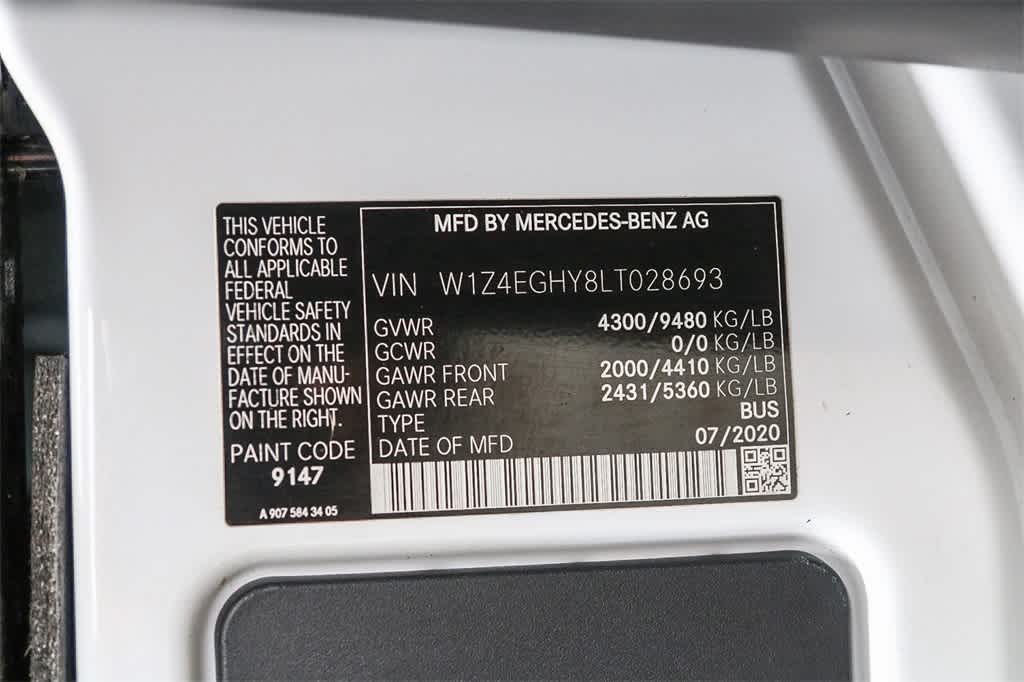 THIS VEHICLE
CONFORMS TO
ALL APPLICABLE
FEDERAL
VEHICLE SAFETY
STANDARDS IN
EFFECT ON THE
DATE OF MANU-
FACTURE SHOWN
ON THE RIGHT.
PAINT CODE
9147
A 907 584 34 05
MFD BY MERCEDES-BENZ AG
VIN W1Z4EGHY8LT028693
GVWR 4300/9480 KG/LB
GCWR 0/0 KG/LB
GAWR FRONT 2000/4410 KG/LB
GAWR REAR 2431/5360 KG/LB
TYPE BUS
DATE OF MFD 07/2020